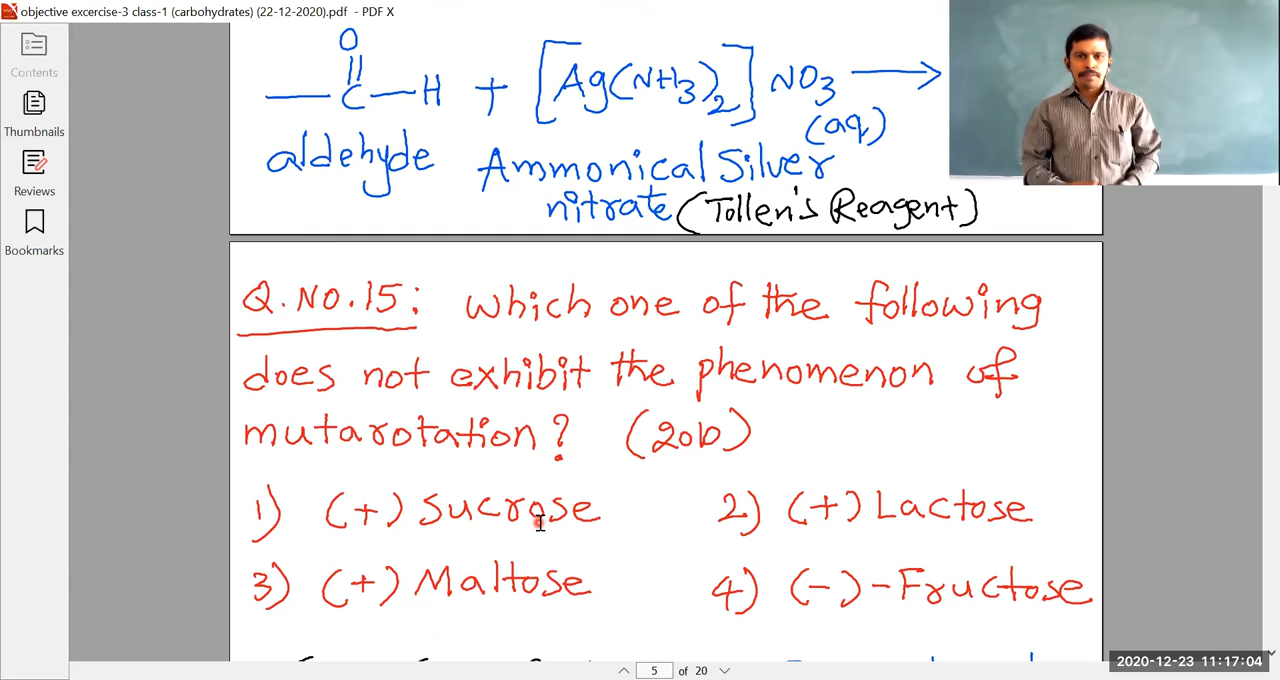 objective excercise-3 class-1 (carbohydrates) (22-12-2020).pdf - PDF X
Contents
Thumbnails
Reviews
Bookmarks
O
C-H + [Ag(NH3)2] NO3 →
(aq)
aldehyde Ammonical Silver
nitrate (Tollen's Reagent)
Q.NO.15: Which one of the following
does not exhibit the phenomenon of
mutarotation?
1) (+) Sucrose 2) (+) Lactose
3) (+) Maltose 4) (-)-Fructose
5 of 20
2020-12-23 11:17:04